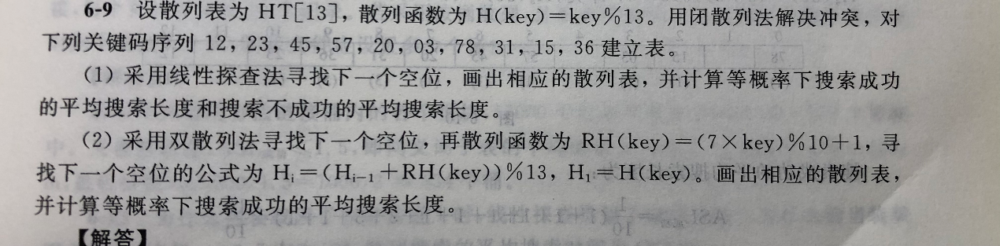 6-9 设散列表为 HT[13]，散列函数为 H(key)=key%13。用闭散列法解决冲突，对
下列关键码序列 12，23，45，57，20，03，78，31，15，36 建立表。
(1) 采用线性探查法寻找下一个空位，画出相应的散列表，并计算等概率下搜索成功
的平均搜索长度和搜索不成功的平均搜索长度。
(2) 采用双散列法寻找下一个空位，再散列函数为 RH(key)=(7×key)%10+1，寻
找下一个空位的公式为 Hᵢ=(Hᵢ₋₁+RH(key))%13，H₁=H(key)。画出相应的散列表，
并计算等概率下搜索成功的平均搜索长度。
【解答】